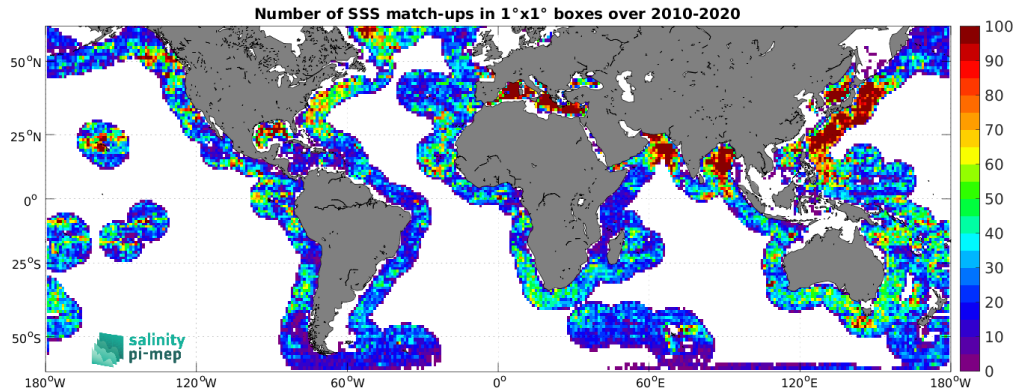 Number of SSS match-ups in 1°x1° boxes over 2010-2020
100
90
80
70
60
50
40
30
20
10
0
50°N
25°N
0°
25°S
50°S
salinity
pi-mep
180°W 120°W 60°W 0° 60°E 120°E 180°W